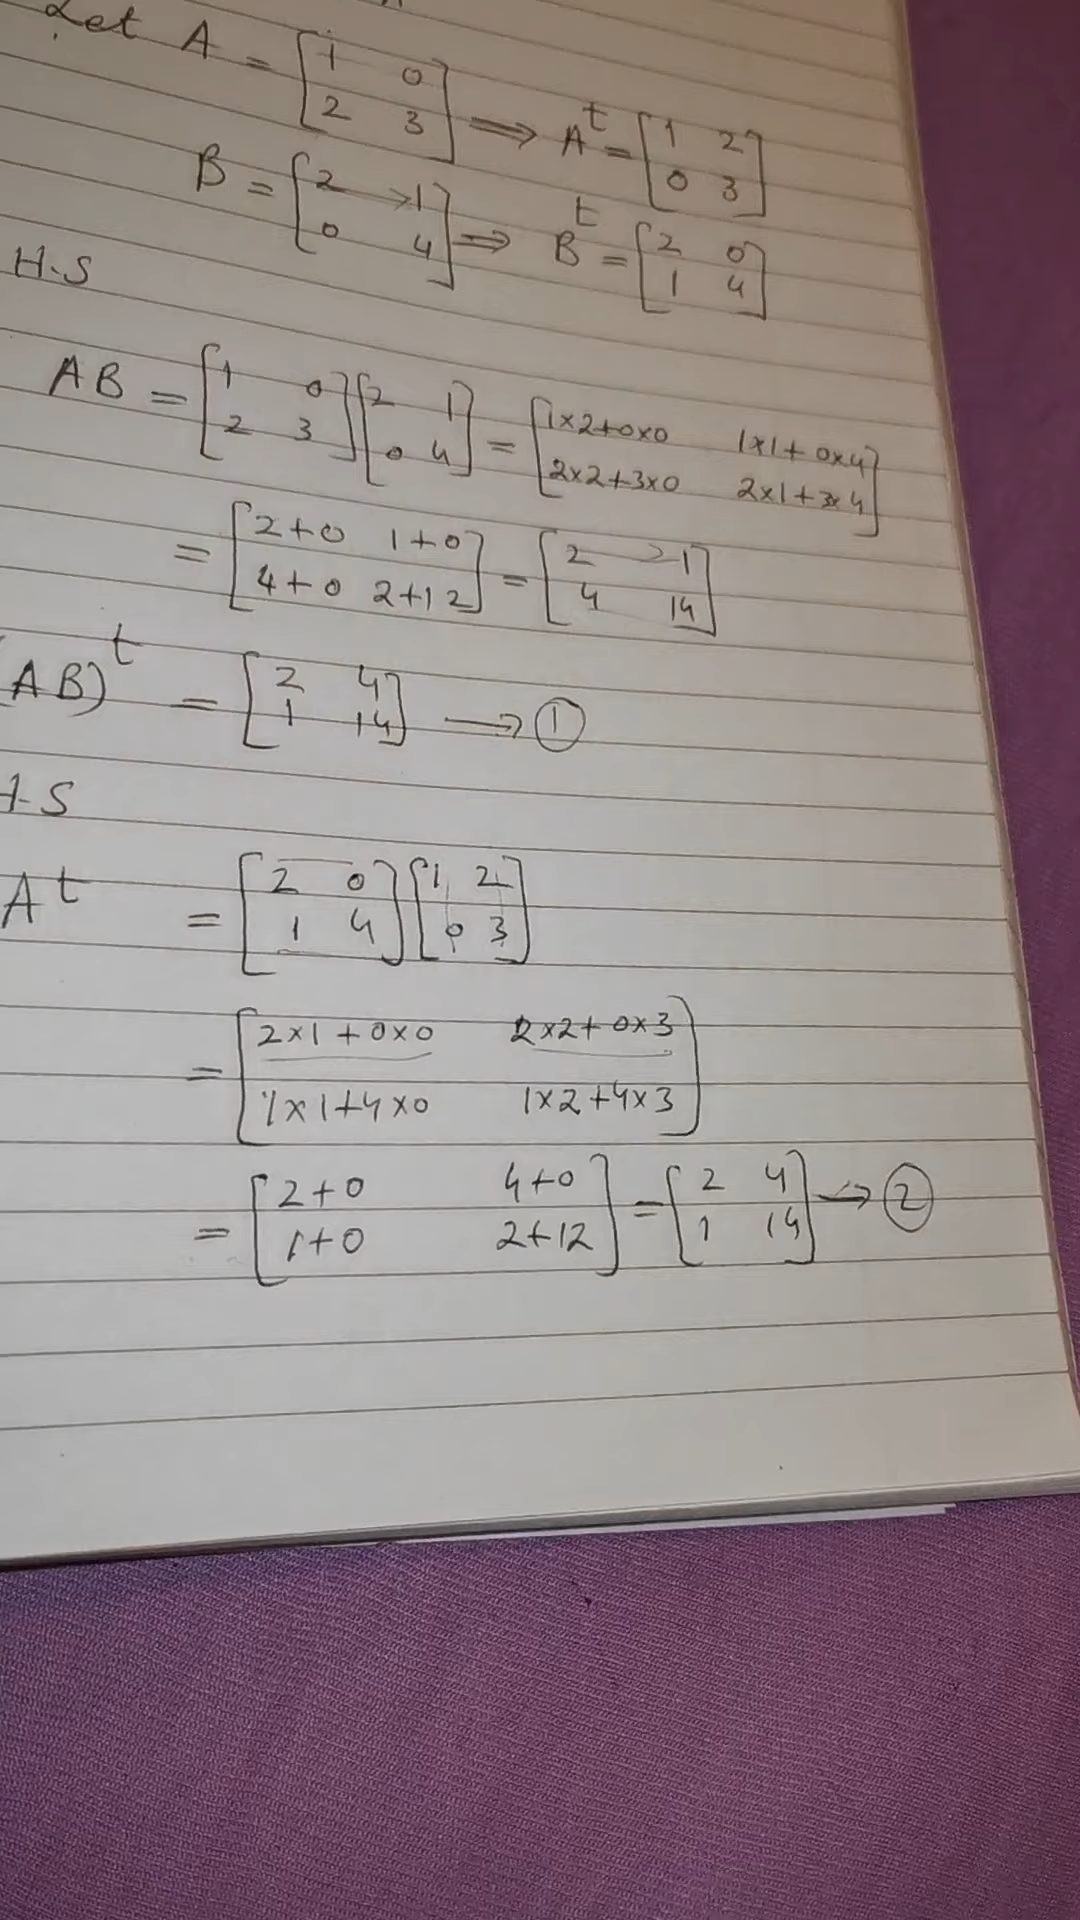 Let A = [1 0
2 3] ⇒ A^t = [1 2
0 3]
B = [2 1
0 4] ⇒ B^t = [2 0
1 4]
H.S
AB = [1 0 [2 1 = [1×2+0×0 1×1+0×4
2 3] 0 4] 2×2+3×0 2×1+3×4]
= [2+0 1+0 = [2 1
4+0 2+12] 4 14]
(AB)^t = [2 4
1 14] → ①
H-S
A^t = [2 0 [1 2
1 4] 0 3]
= [2×1+0×0 2×2+0×3
1×1+4×0 1×2+4×3]
= [2+0 4+0 = [2 4 → ②
1+0 2+12] 1 14]